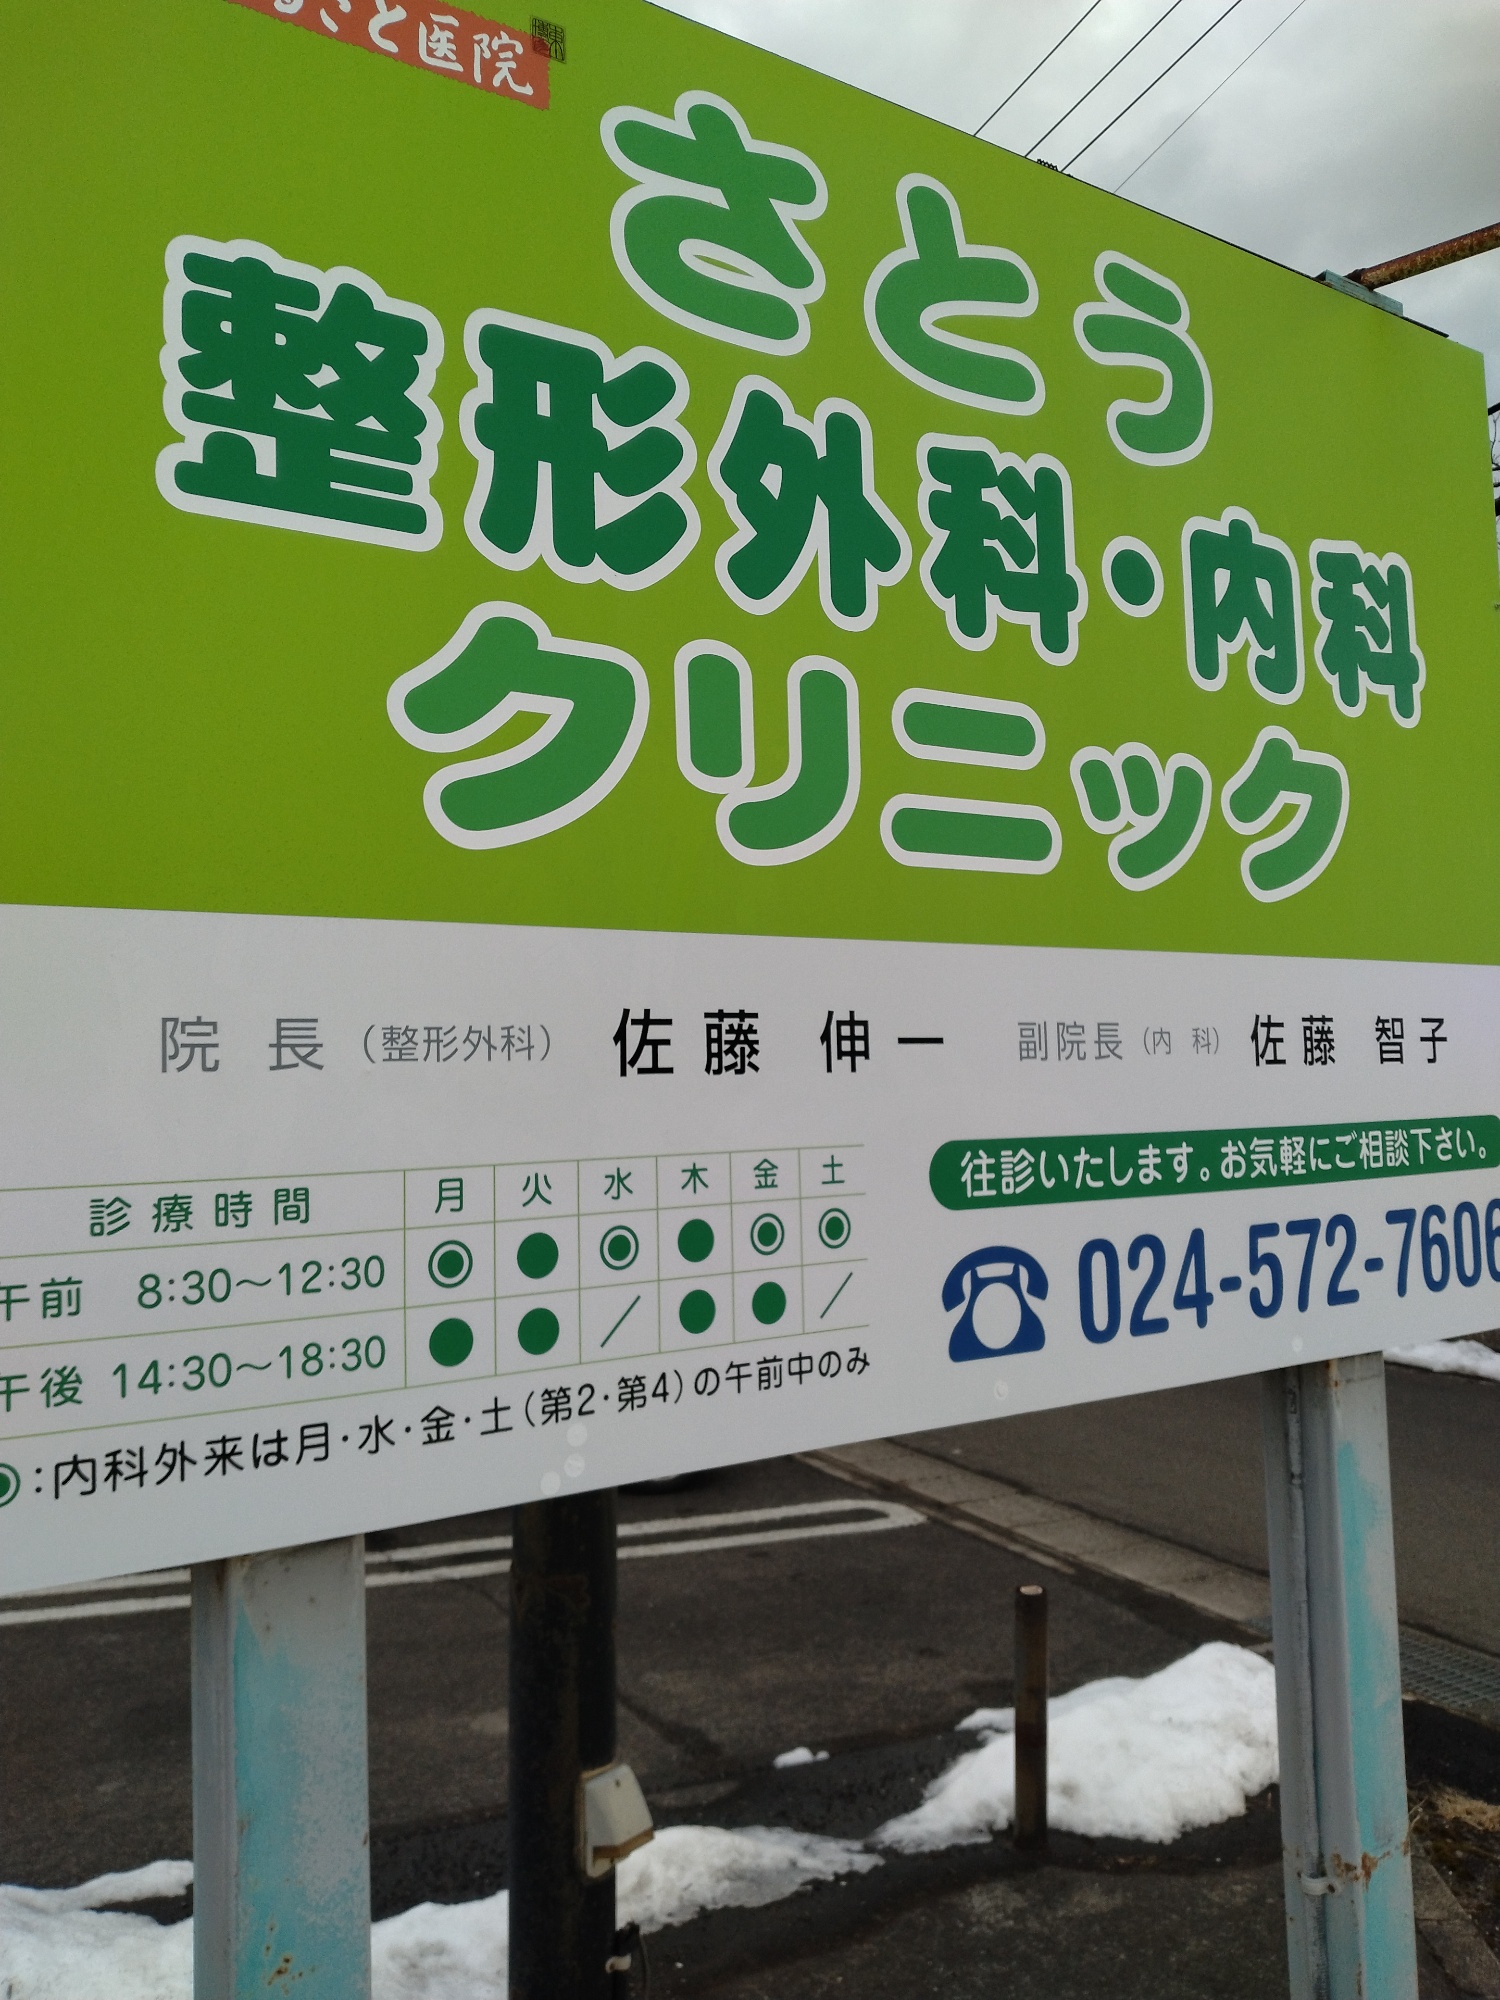 るさと医院
さとう
整形外科・内科
クリニック
院長(整形外科) 佐藤 伸一 副院長(内科) 佐藤 智子
往診いたします。お気軽にご相談下さい。
024-572-7606
診療時間 月 火 水 木 金 土
午前 8:30〜12:30 ◎ ● ◎ ● ◎ ◎
午後 14:30〜18:30 ● ● / ● ● /
◎:内科外来は月・水・金・土(第2・第4)の午前中のみ